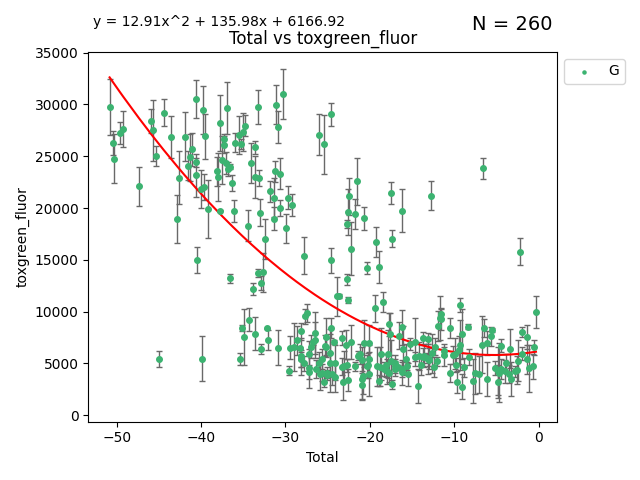 y = 12.91x^2 + 135.98x + 6166.92
N = 260
Total vs toxgreen_fluor
G
35000
30000
25000
20000
15000
10000
5000
0
toxgreen_fluor
−50
−40
−30
−20
−10
0
Total